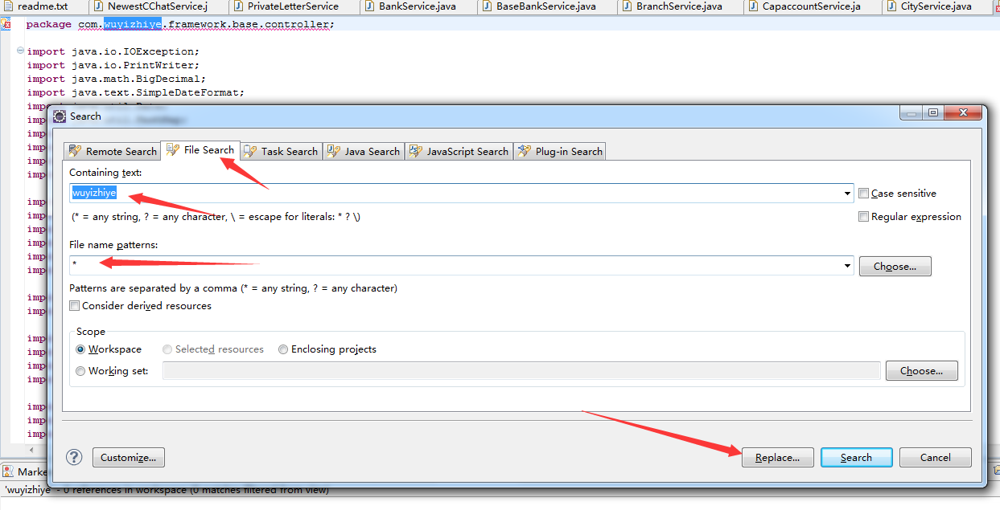 readme.txt NewestCChatService.j PrivateLetterService BankService.java BaseBankService.java BranchService.java CapaccountService.ja CityService.java
package com.wuyizhiye.framework.base.controller;
import java.io.IOException;
import java.io.PrintWriter;
import java.math.BigDecimal;
import java.text.SimpleDateFormat;
Search
Remote Search File Search Task Search Java Search JavaScript Search Plug-in Search
Containing text:
wuyizhiye
Case sensitive
(* = any string, ? = any character, \ = escape for literals: * ? \)
Regular expression
File name patterns:
*
Choose...
Patterns are separated by a comma (* = any string, ? = any character)
Consider derived resources
Scope
Workspace Selected resources Enclosing projects
Working set:
Choose...
Customize... Replace... Search Cancel
'wuyizhiye' - 0 references in workspace (0 matches filtered from view)